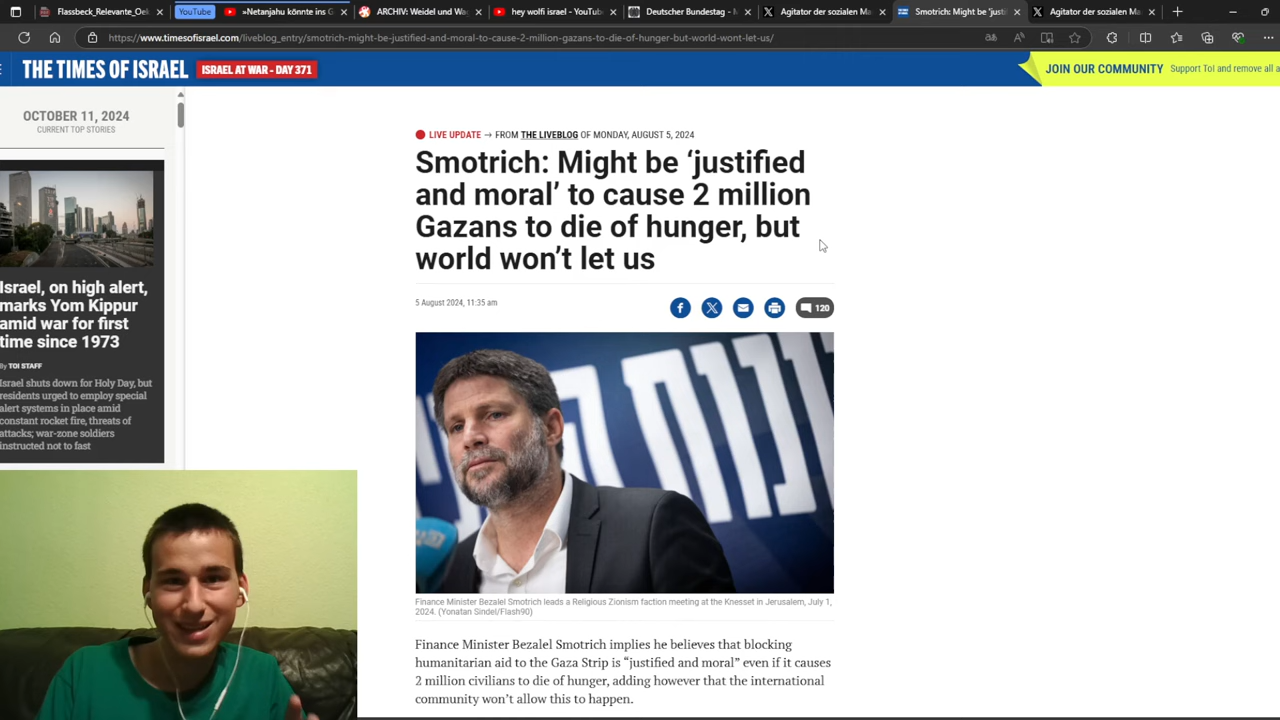 Flassbeck_Relevante_Oek
YouTube
»Netanjahu könnte ins G
ARCHIV: Weidel und Wa
hey wolfi israel - YouTub
Deutscher Bundestag - M
Agitator der sozialen Ma
Smotrich: Might be 'justi
Agitator der sozialen Ma
https://www.timesofisrael.com/liveblog_entry/smotrich-might-be-justified-and-moral-to-cause-2-million-gazans-to-die-of-hunger-but-world-wont-let-us/
THE TIMES OF ISRAEL
ISRAEL AT WAR - DAY 371
JOIN OUR COMMUNITY
Support ToI and remove all a
OCTOBER 11, 2024
CURRENT TOP STORIES
Israel, on high alert,
marks Yom Kippur
amid war for first
time since 1973
By TOI STAFF
Israel shuts down for Holy Day, but
residents urged to employ special
alert systems in place amid
constant rocket fire, threats of
attacks; war-zone soldiers
instructed not to fast
LIVE UPDATE → FROM THE LIVEBLOG OF MONDAY, AUGUST 5, 2024
Smotrich: Might be ‘justified
and moral’ to cause 2 million
Gazans to die of hunger, but
world won’t let us
5 August 2024, 11:35 am
120
Finance Minister Bezalel Smotrich leads a Religious Zionism faction meeting at the Knesset in Jerusalem, July 1,
2024. (Yonatan Sindel/Flash90)
Finance Minister Bezalel Smotrich implies he believes that blocking
humanitarian aid to the Gaza Strip is “justified and moral” even if it causes
2 million civilians to die of hunger, adding however that the international
community won’t allow this to happen.